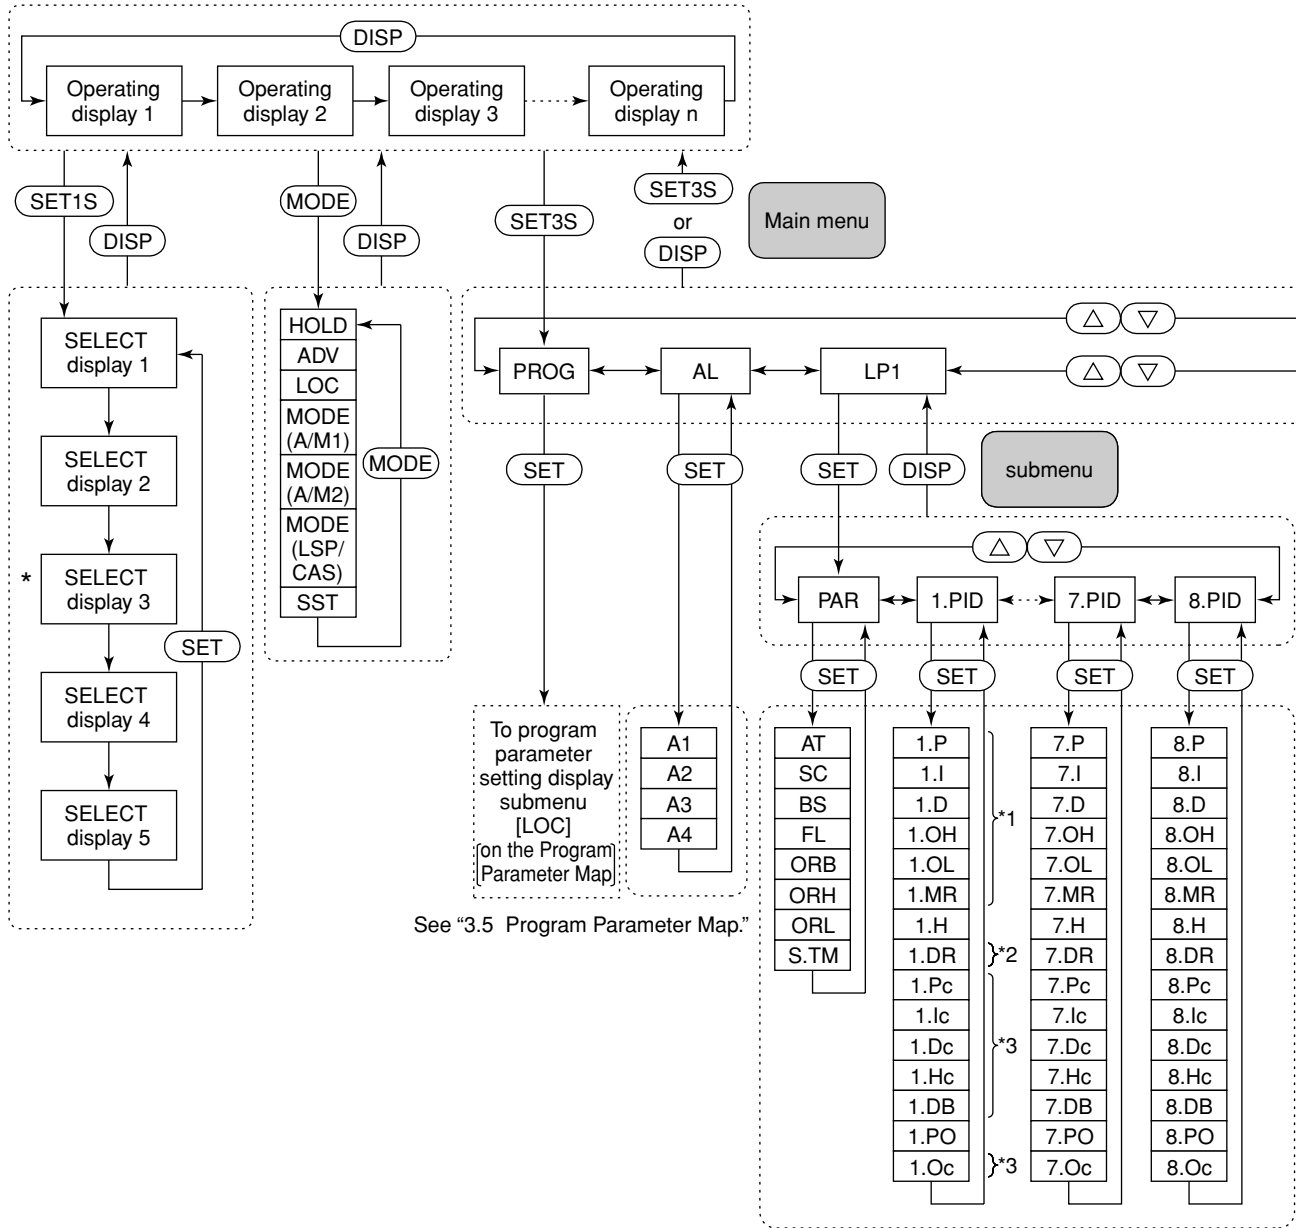 DISP
Operating
display 1
Operating
display 2
Operating
display 3
Operating
display n
SET1S
DISP
MODE
DISP
SET3S
SET3S
or
DISP
Main menu
SELECT
display 1
SELECT
display 2
*
SELECT
display 3
SELECT
display 4
SELECT
display 5
SET
HOLD
ADV
LOC
MODE
(A/M1)
MODE
(A/M2)
MODE
(LSP/
CAS)
SST
MODE
△ ▽
PROG
AL
LP1
△ ▽
SET
SET
SET
DISP
submenu
△ ▽
PAR
1.PID
7.PID
8.PID
SET
SET
SET
SET
To program
parameter
setting display
submenu
[LOC]
(on the Program
Parameter Map)
See “3.5 Program Parameter Map.”
A1
A2
A3
A4
AT
SC
BS
FL
ORB
ORH
ORL
S.TM
1.P
1.I
1.D
1.OH
1.OL
1.MR
1.H
1.DR
1.Pc
1.Ic
1.Dc
1.Hc
1.DB
1.PO
1.Oc
*1
*2
*3
*3
7.P
7.I
7.D
7.OH
7.OL
7.MR
7.H
7.DR
7.Pc
7.Ic
7.Dc
7.Hc
7.DB
7.PO
7.Oc
8.P
8.I
8.D
8.OH
8.OL
8.MR
8.H
8.DR
8.Pc
8.Ic
8.Dc
8.Hc
8.DB
8.PO
8.Oc